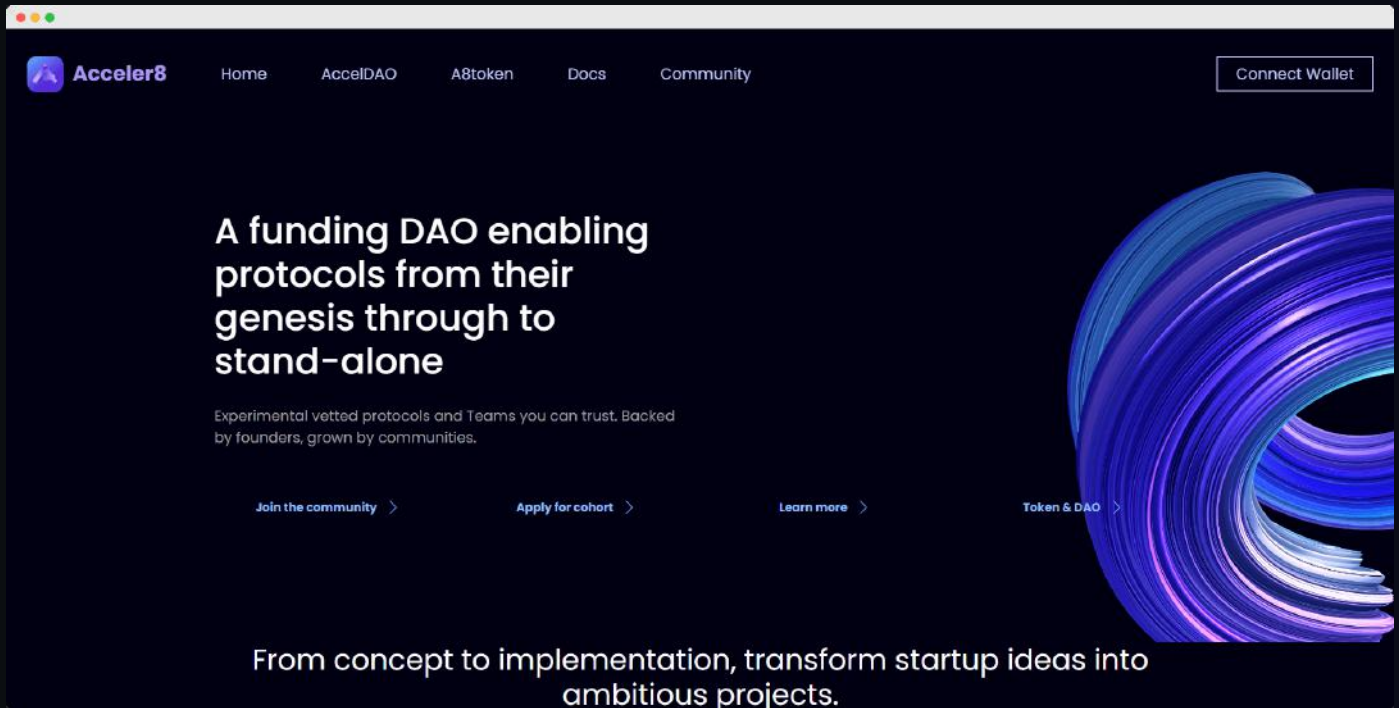 Acceler8
Home
AccelDAO
A8token
Docs
Community
Connect Wallet
A funding DAO enabling
protocols from their
genesis through to
stand-alone
Experimental vetted protocols and Teams you can trust. Backed
by founders, grown by communities.
Join the community
Apply for cohort
Learn more
Token & DAO
From concept to implementation, transform startup ideas into
ambitious projects.